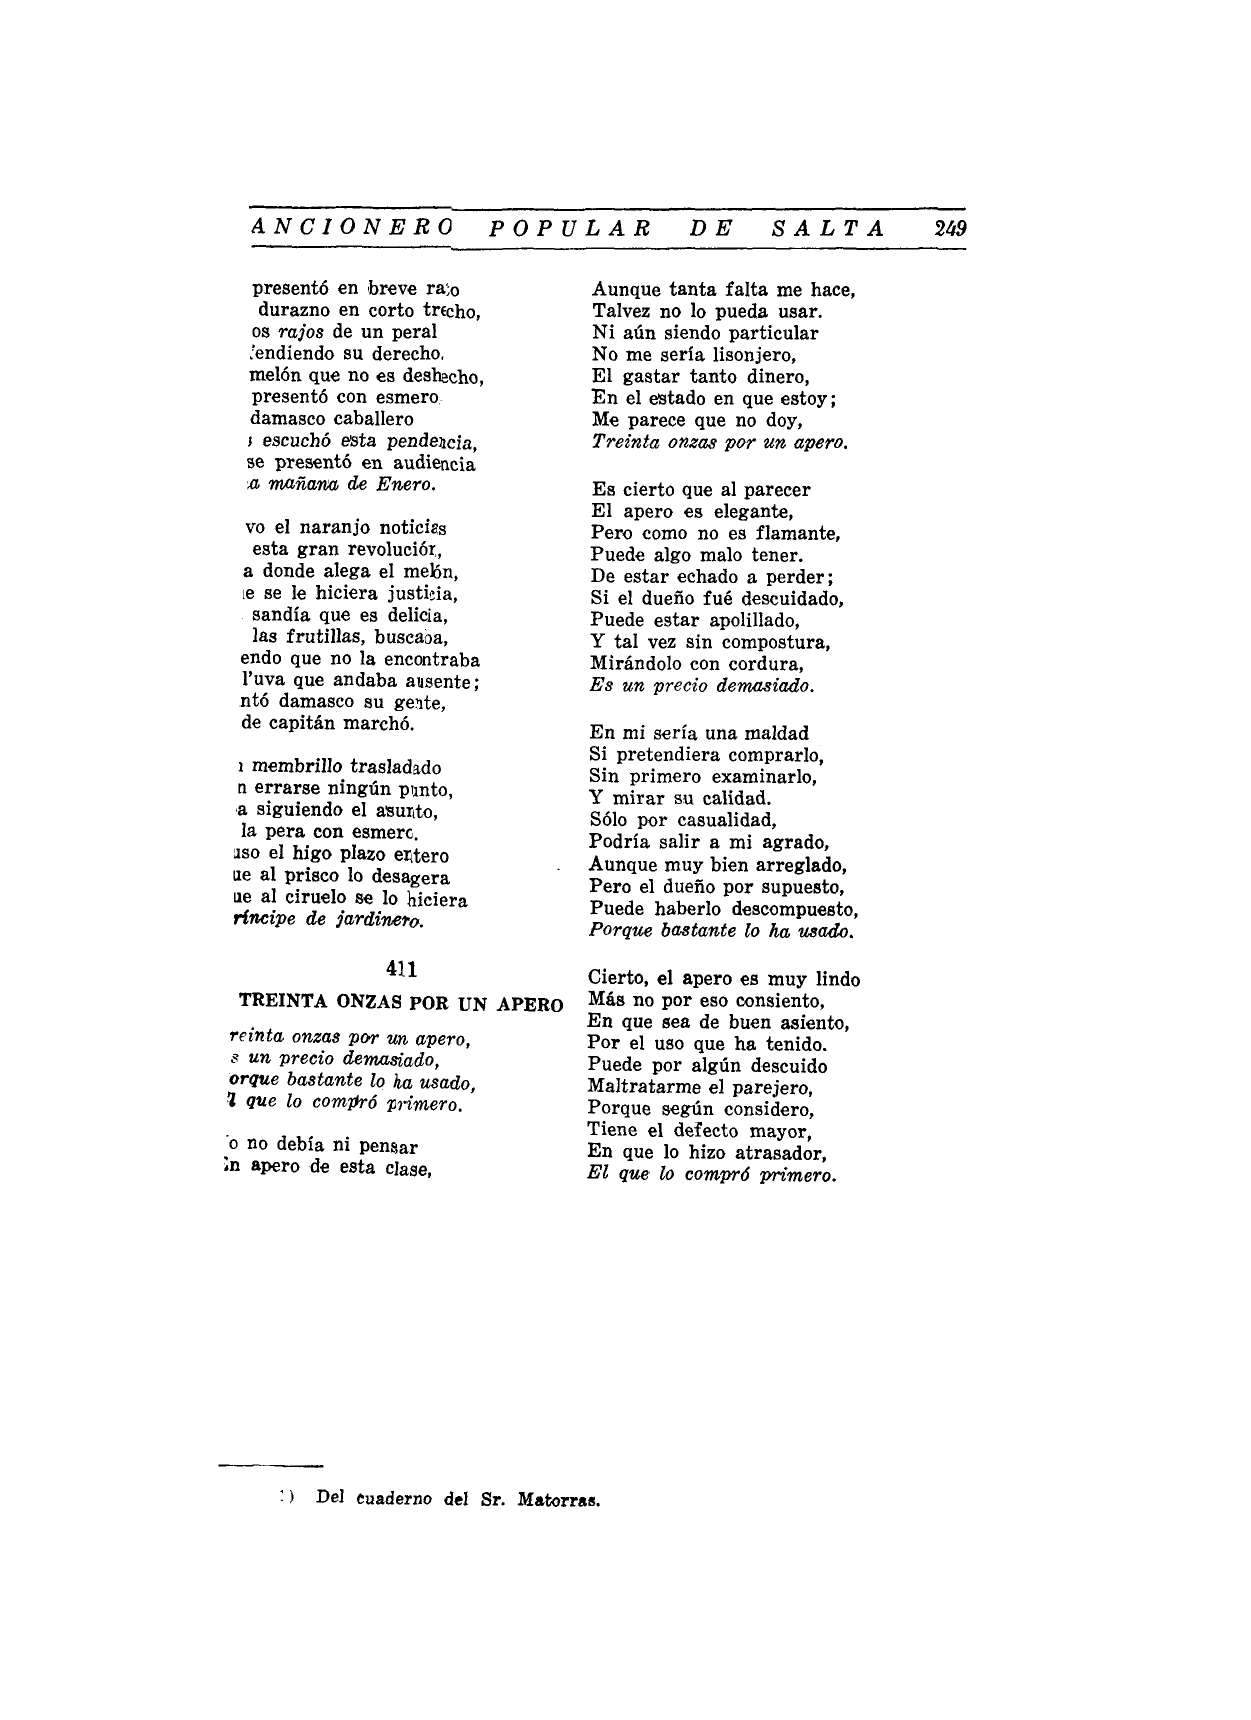 ANCIONERO POPULAR DE SALTA 249
presentó en breve rato
durazno en corto trecho,
os rajos de un peral
fendiendo su derecho.
melón que no es deshecho,
presentó con esmero
damasco caballero
escuchó esta pendencia,
se presentó en audiencia
a mañana de Enero.
vo el naranjo noticias
esta gran revolución,
a donde alega el melón,
e se le hiciera justicia,
sandía que es delicia,
las frutillas, buscaba,
endo que no la encontraba
l'uva que andaba ausente;
ntó damasco su gente,
de capitán marchó.
membrillo trasladado
n errarse ningún punto,
a siguiendo el asunto,
la pera con esmero.
uso el higo plazo entero
ue al prisco lo desagera
ue al ciruelo se lo hiciera
ríncipe de jardinero.
411
TREINTA ONZAS POR UN APERO
reinta onzas por un apero,
s un precio demasiado,
orque bastante lo ha usado,
l que lo compró primero.
o no debía ni pensar
n apero de esta clase,
Aunque tanta falta me hace,
Talvez no lo pueda usar.
Ni aún siendo particular
No me sería lisonjero,
El gastar tanto dinero,
En el estado en que estoy;
Me parece que no doy,
Treinta onzas por un apero.
Es cierto que al parecer
El apero es elegante,
Pero como no es flamante,
Puede algo malo tener.
De estar echado a perder;
Si el dueño fué descuidado,
Puede estar apolillado,
Y tal vez sin compostura,
Mirándolo con cordura,
Es un precio demasiado.
En mi sería una maldad
Si pretendiera comprarlo,
Sin primero examinarlo,
Y mirar su calidad.
Sólo por casualidad,
Podría salir a mi agrado,
Aunque muy bien arreglado,
Pero el dueño por supuesto,
Puede haberlo descompuesto,
Porque bastante lo ha usado.
Cierto, el apero es muy lindo
Más no por eso consiento,
En que sea de buen asiento,
Por el uso que ha tenido.
Puede por algún descuido
Maltratarme el parejero,
Porque según considero,
Tiene el defecto mayor,
En que lo hizo atrasador,
El que lo compró primero.
) Del cuaderno del Sr. Matorras.